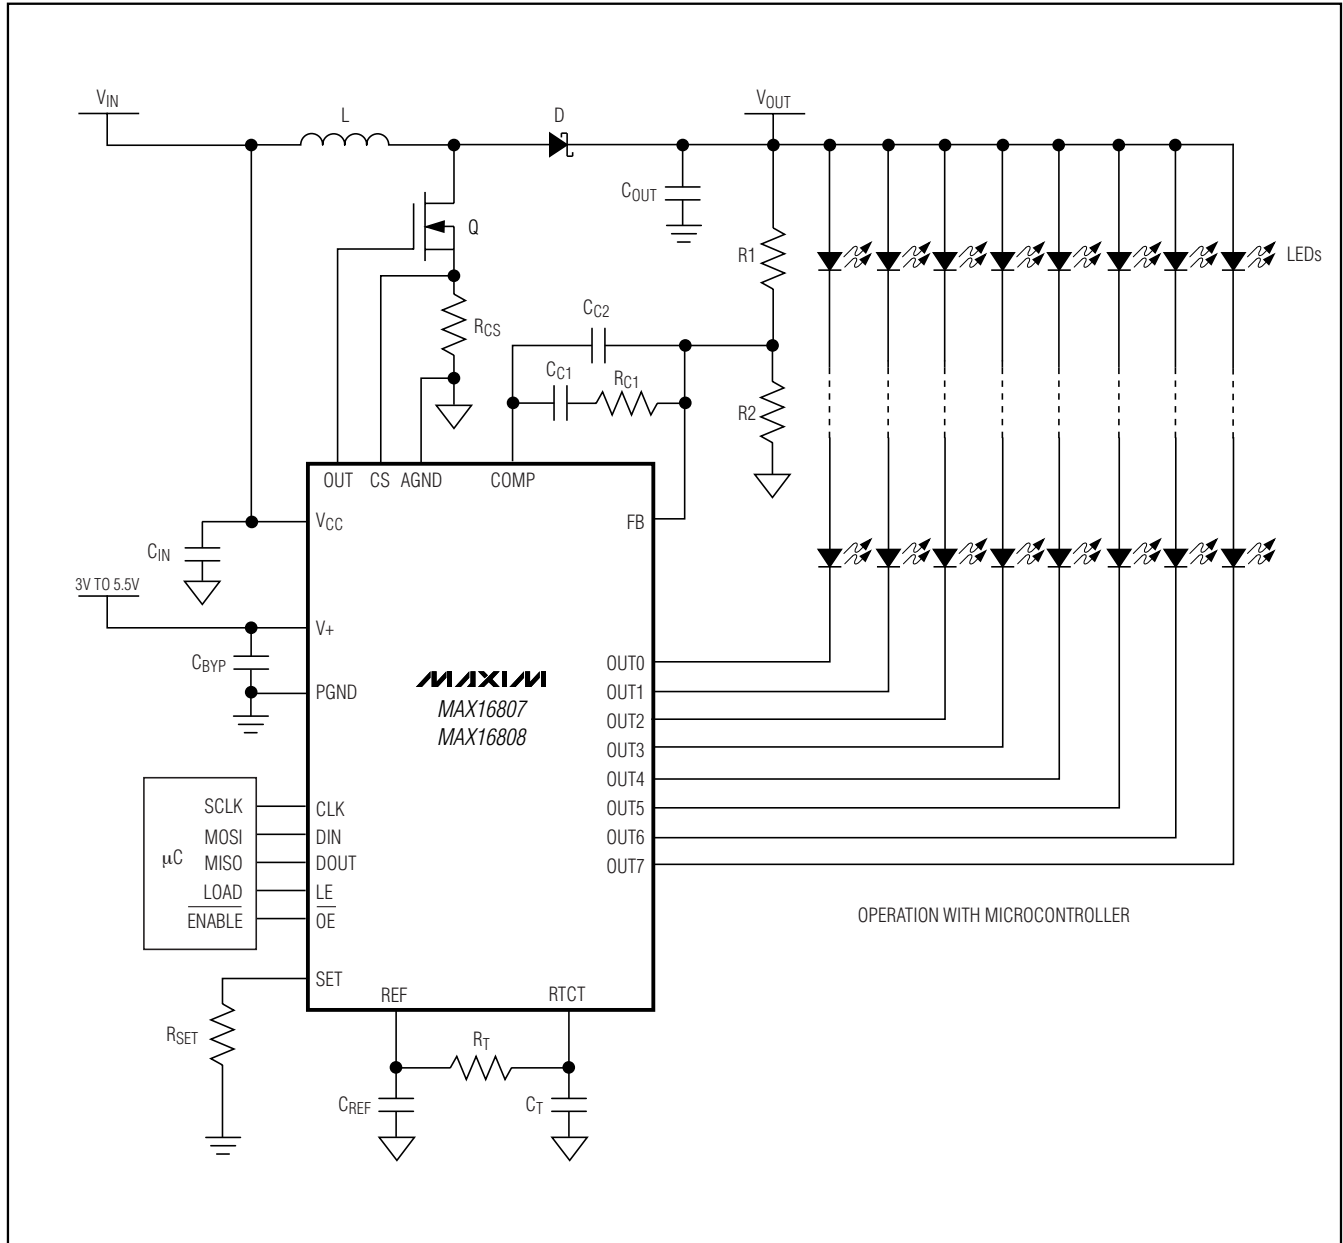 VIN
L
D
VOUT
COUT
Q
R1
LEDs
RCS
CC2
CC1
RC1
R2
OUT
CS
AGND
COMP
VCC
FB
CIN
3V TO 5.5V
V+
CBYP
PGND
MAXIM
MAX16807
MAX16808
OUT0
OUT1
OUT2
OUT3
OUT4
OUT5
OUT6
OUT7
μC
SCLK
MOSI
MISO
LOAD
ENABLE
CLK
DIN
DOUT
LE
OE
OPERATION WITH MICROCONTROLLER
SET
REF
RTCT
RSET
RT
CREF
CT